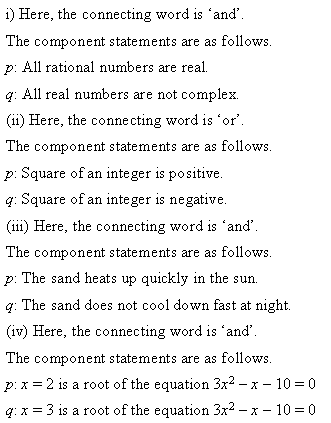 i) Here, the connecting word is ‘and’.
The component statements are as follows.
p: All rational numbers are real.
q: All real numbers are not complex.
(ii) Here, the connecting word is ‘or’.
The component statements are as follows.
p: Square of an integer is positive.
q: Square of an integer is negative.
(iii) Here, the connecting word is ‘and’.
The component statements are as follows.
p: The sand heats up quickly in the sun.
q: The sand does not cool down fast at night.
(iv) Here, the connecting word is ‘and’.
The component statements are as follows.
p: x = 2 is a root of the equation 3x² – x – 10 = 0
q: x = 3 is a root of the equation 3x² – x – 10 = 0